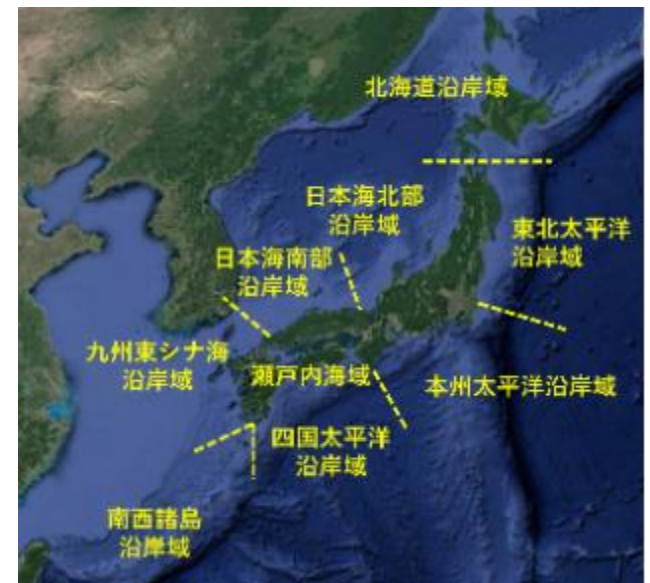 北海道沿岸域
日本海北部
沿岸域
東北太平洋
沿岸域
日本海南部
沿岸域
九州東シナ海
沿岸域
瀬戸内海域
本州太平洋沿岸域
四国太平洋
沿岸域
南西諸島
沿岸域